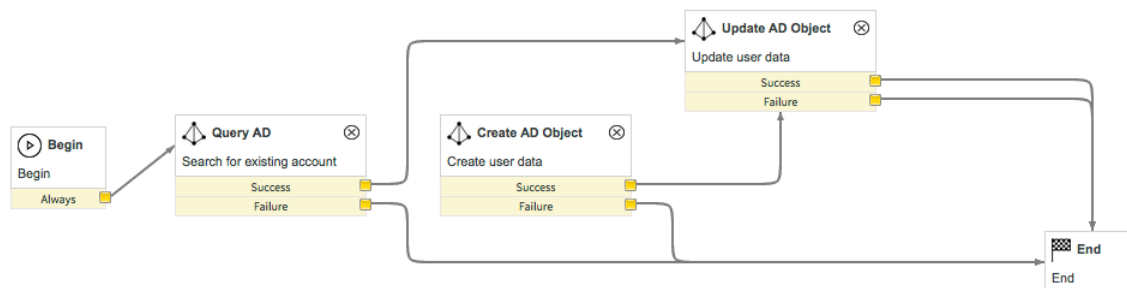 Begin
Begin
Always
Query AD
Search for existing account
Success
Failure
Create AD Object
Create user data
Success
Failure
Update AD Object
Update user data
Success
Failure
End
End